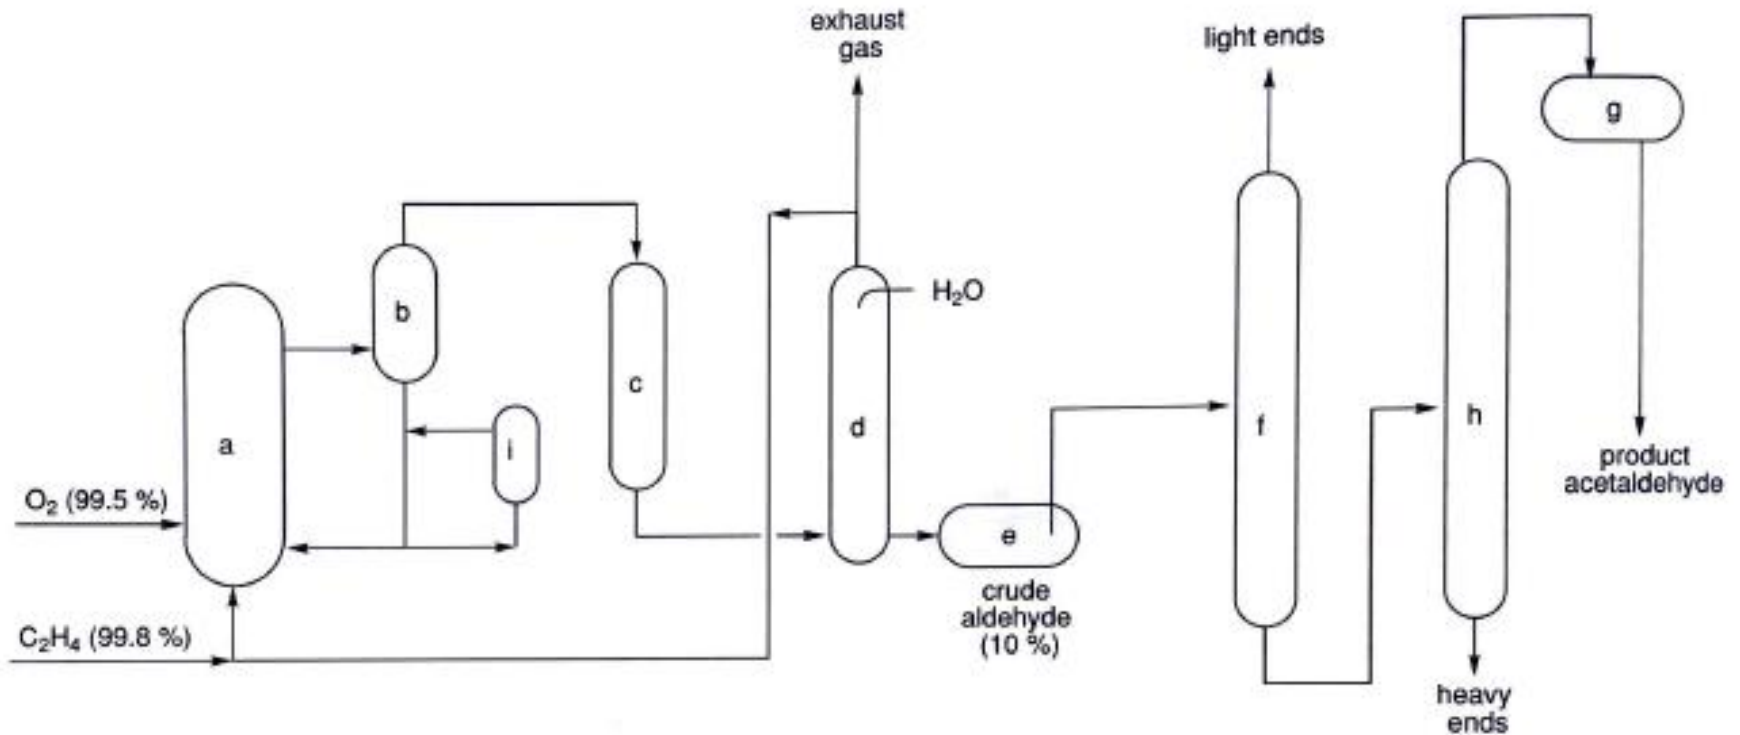 exhaust
gas
light ends
g
b
H₂O
c
a
i
d
f
h
O₂ (99.5 %)
product
acetaldehyde
e
crude
aldehyde
(10 %)
C₂H₄ (99.8 %)
heavy
ends